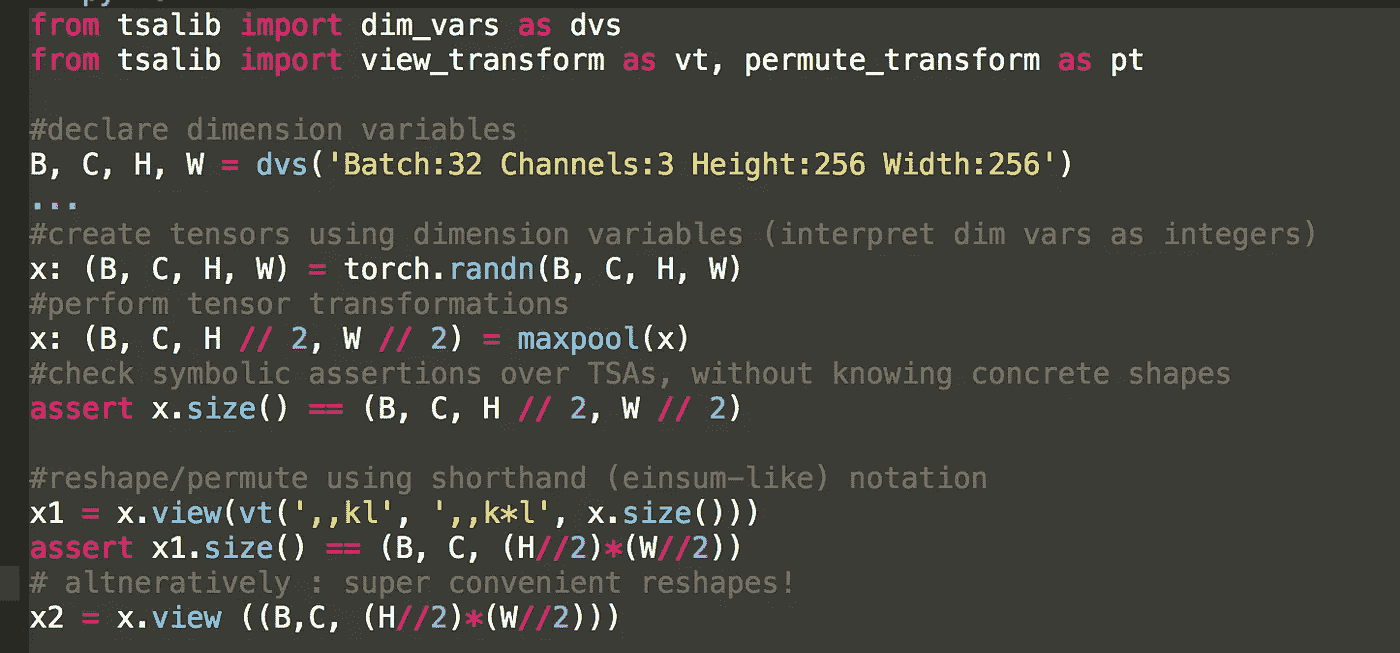 from tsalib import dim_vars as dvs
from tsalib import view_transform as vt, permute_transform as pt
#declare dimension variables
B, C, H, W = dvs('Batch:32 Channels:3 Height:256 Width:256')
...
#create tensors using dimension variables (interpret dim vars as integers)
x: (B, C, H, W) = torch.randn(B, C, H, W)
#perform tensor transformations
x: (B, C, H // 2, W // 2) = maxpool(x)
#check symbolic assertions over TSAs, without knowing concrete shapes
assert x.size() == (B, C, H // 2, W // 2)
#reshape/permute using shorthand (einsum-like) notation
x1 = x.view(vt(',,kl', ',,k*l', x.size()))
assert x1.size() == (B, C, (H//2)*(W//2))
# altneratively : super convenient reshapes!
x2 = x.view ((B,C, (H//2)*(W//2)))